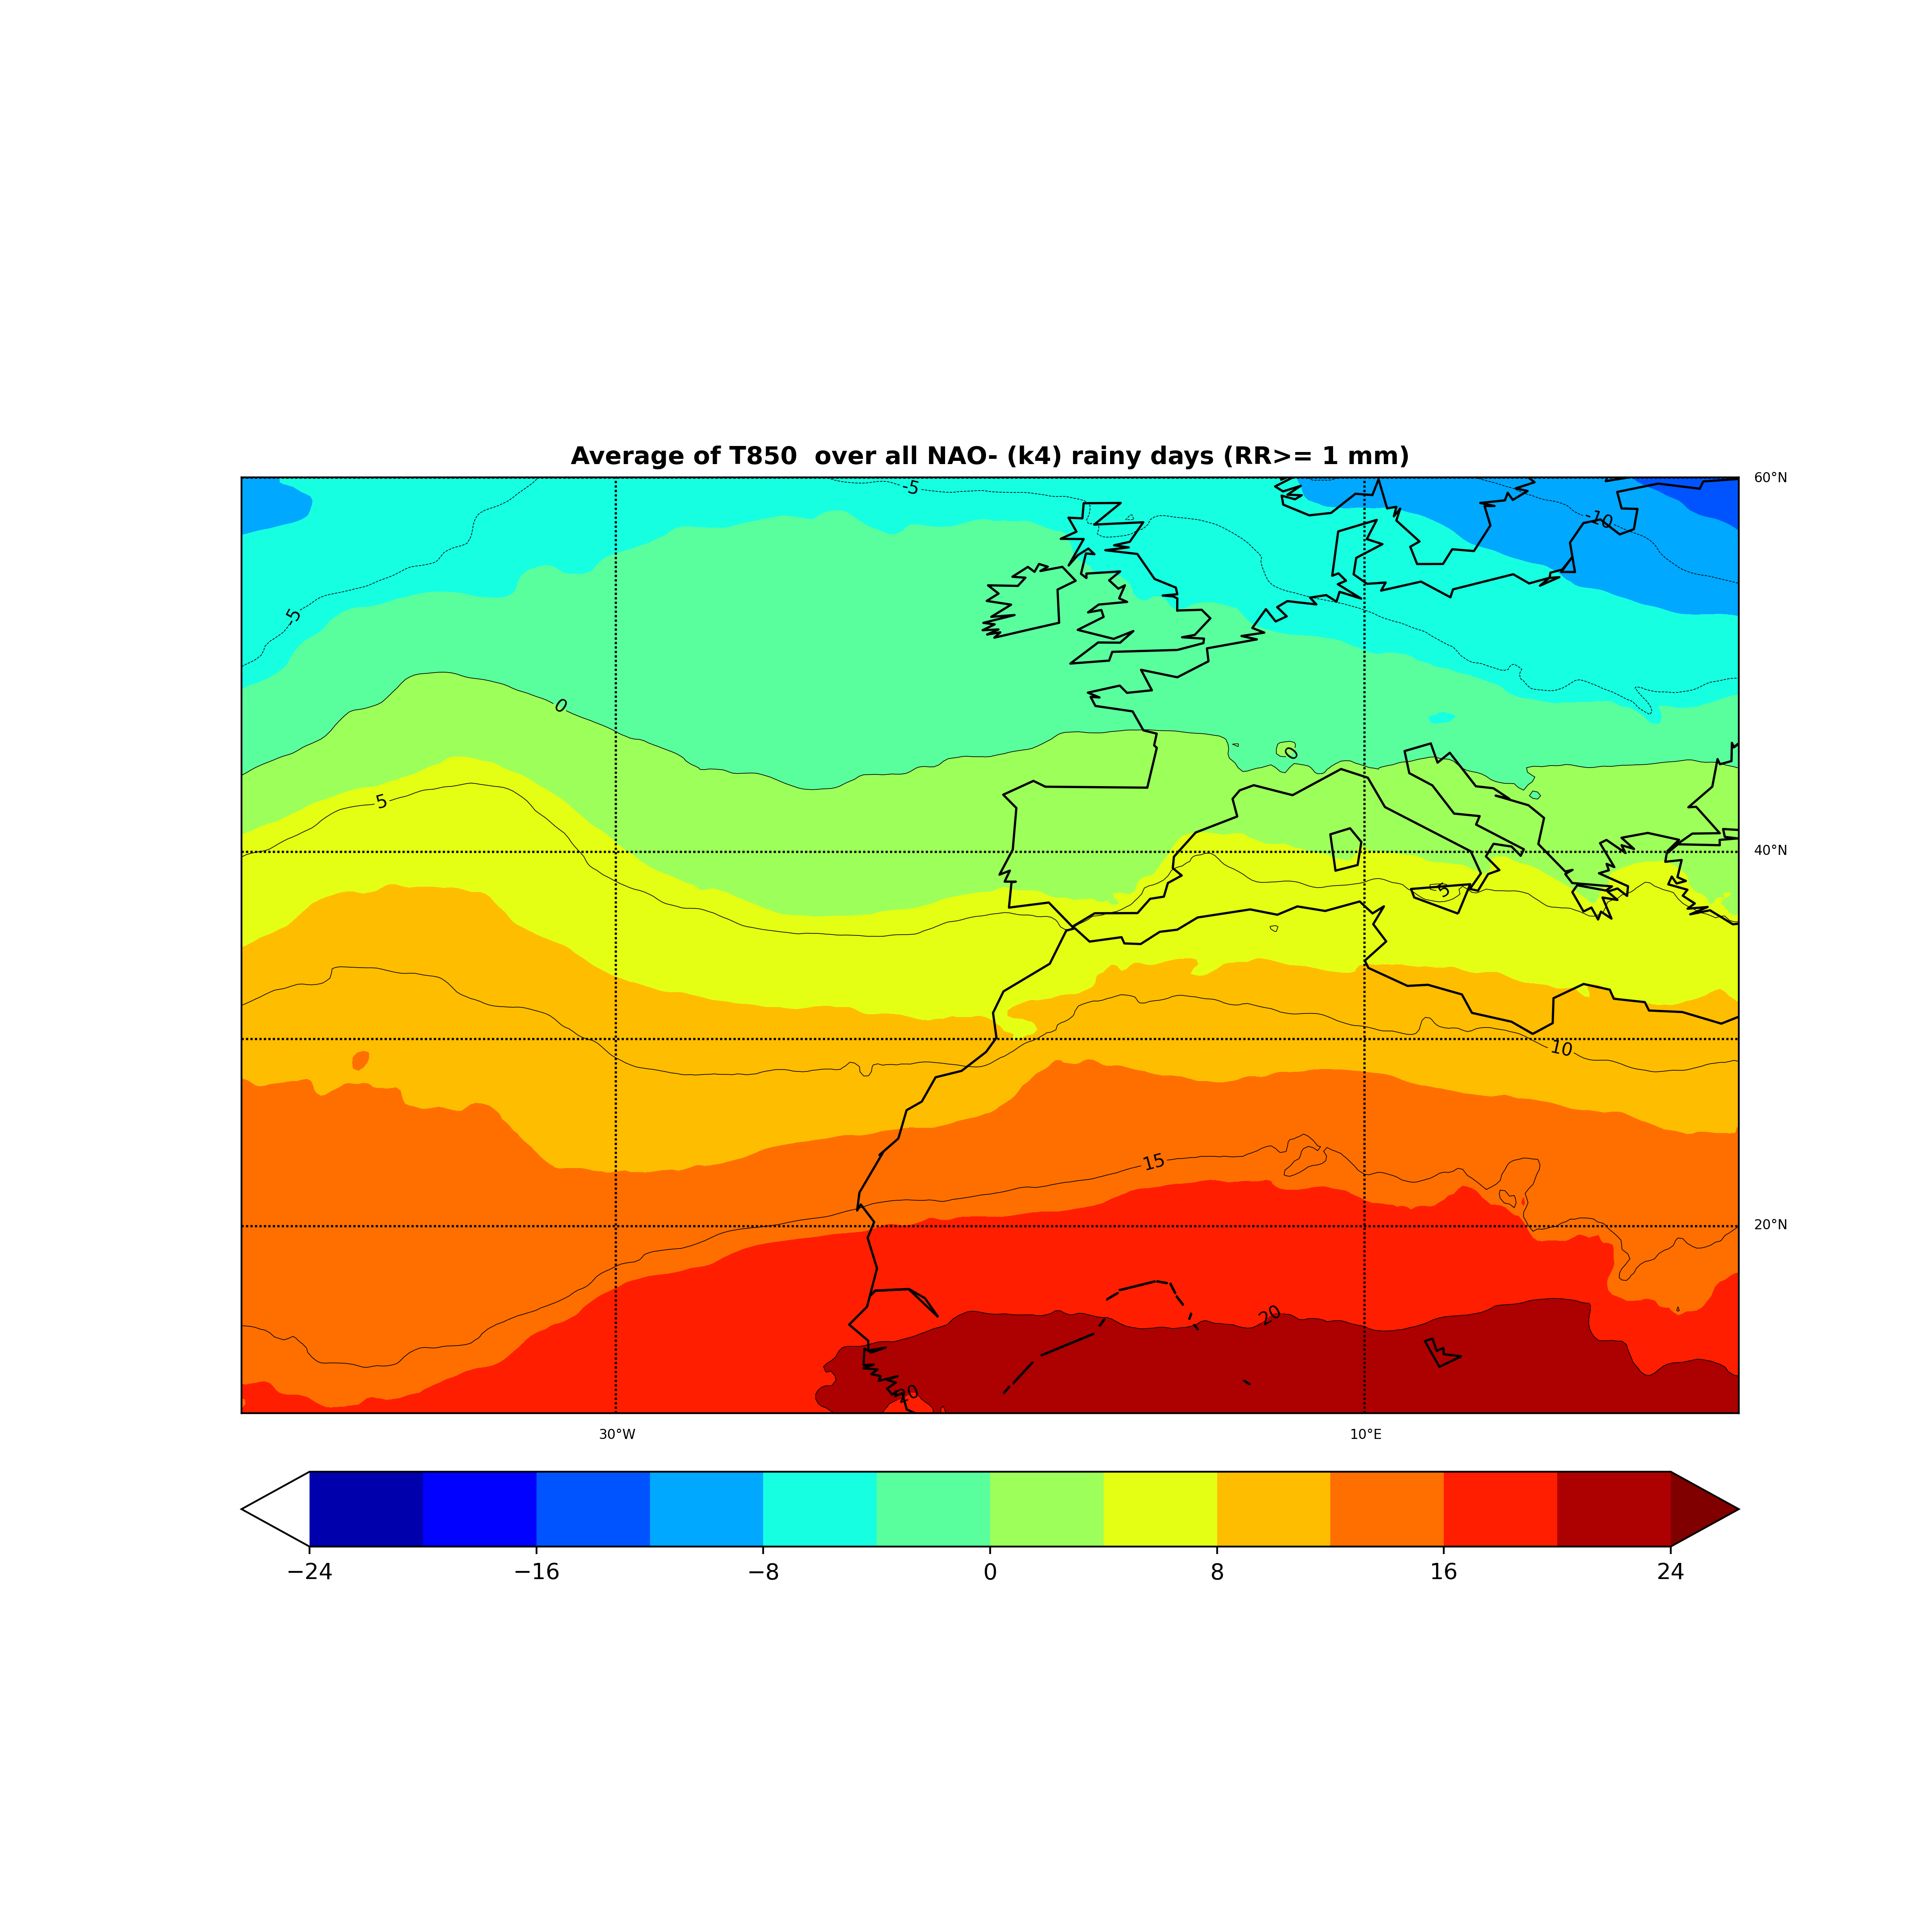 Average of T850  over all NAO- (k4) rainy days (RR>= 1 mm)
60°N
-5
-10
-5
0
0
5
40°N
5
10
15
20°N
20
20
30°W 10°E
−24 −16 −8 0 8 16 24